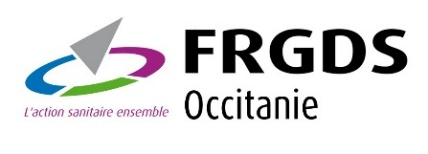 FRGDS
Occitanie
L'action sanitaire ensemble